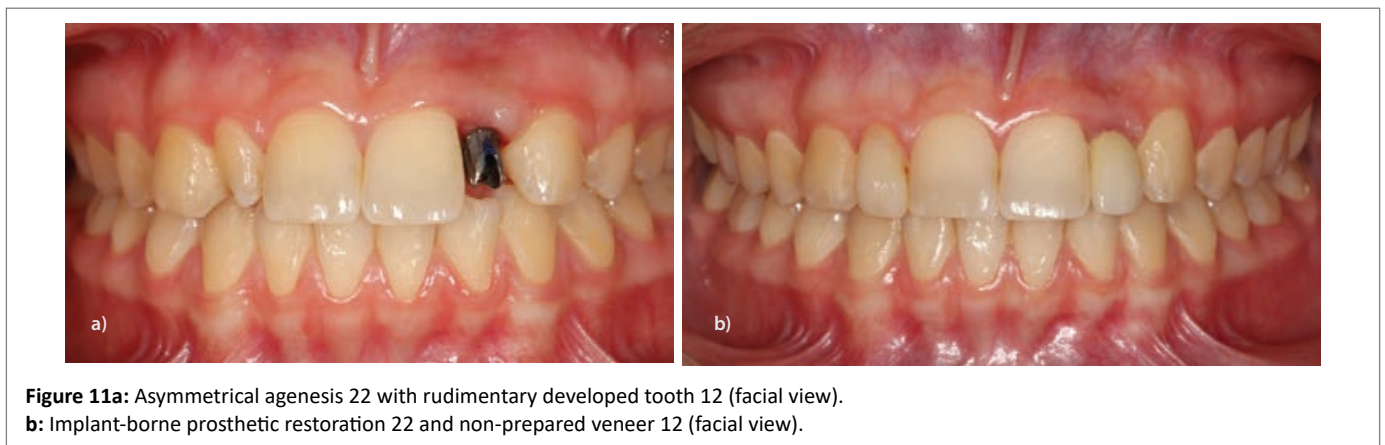 a)
b)
Figure 11a: Asymmetrical agenesis 22 with rudimentary developed tooth 12 (facial view).
b: Implant-borne prosthetic restoration 22 and non-prepared veneer 12 (facial view).